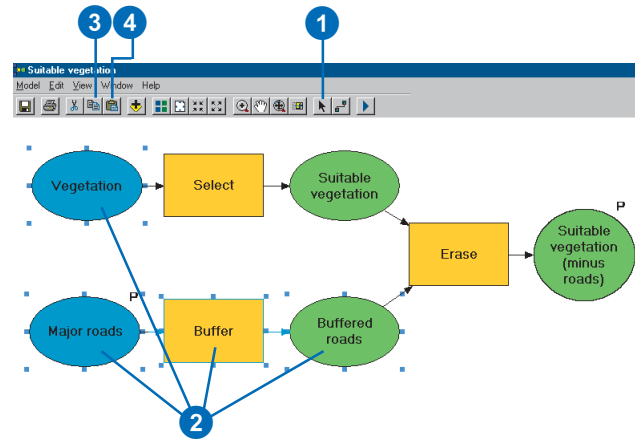 3 4 1
Suitable vegetation
Model Edit View Window Help
P
Vegetation Select Suitable
vegetation
Erase
Suitable
vegetation
(minus
roads)
P
Major roads Buffer Buffered
roads
2